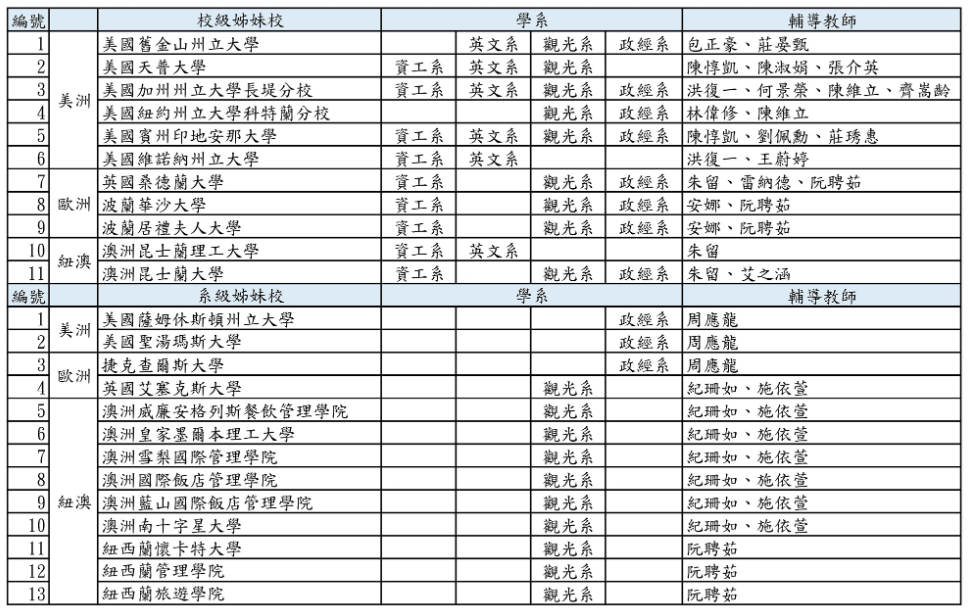 編號 校級姊妹校 學系 輔導教師
1 美國舊金山州立大學 英文系 觀光系 政經系 包正豪、莊晏甄
2 美國天普大學 資工系 英文系 觀光系 陳惇凱、陳淑娟、張介英
3 美洲 美國加州州立大學長堤分校 資工系 英文系 觀光系 政經系 洪復一、何景榮、陳維立、齊嵩齡
4 美國紐約州立大學科特蘭分校 觀光系 政經系 林偉修、陳維立
5 美國賓州印地安那大學 資工系 英文系 觀光系 政經系 陳惇凱、劉佩勳、莊琇惠
6 美國維諾納州立大學 資工系 英文系 洪復一、王蔚婷
7 英國桑德蘭大學 資工系 觀光系 政經系 朱留、雷納德、阮聘茹
8 歐洲 波蘭華沙大學 資工系 觀光系 政經系 安娜、阮聘茹
9 波蘭居禮夫人大學 資工系 觀光系 政經系 安娜、阮聘茹
10 紐澳 澳洲昆士蘭理工大學 資工系 英文系 朱留
11 澳洲昆士蘭大學 資工系 觀光系 政經系 朱留、艾之涵
編號 系級姊妹校 學系 輔導教師
1 美洲 美國薩姆休斯頓州立大學 政經系 周應龍
2 美國聖湯瑪斯大學 政經系 周應龍
3 歐洲 捷克查爾斯大學 政經系 周應龍
4 英國艾塞克斯大學 觀光系 紀珊如、施依萱
5 澳洲威廉安格列斯餐飲管理學院 觀光系 紀珊如、施依萱
6 澳洲皇家墨爾本理工大學 觀光系 紀珊如、施依萱
7 澳洲雪梨國際管理學院 觀光系 紀珊如、施依萱
8 澳洲國際飯店管理學院 觀光系 紀珊如、施依萱
9 紐澳 澳洲藍山國際飯店管理學院 觀光系 紀珊如、施依萱
10 澳洲南十字星大學 觀光系 紀珊如、施依萱
11 紐西蘭懷卡特大學 觀光系 阮聘茹
12 紐西蘭管理學院 觀光系 阮聘茹
13 紐西蘭旅遊學院 觀光系 阮聘茹